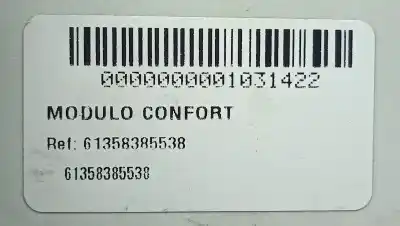 0000000001031422
MODULO CONFORT
Ref: 61358385538
61358385538